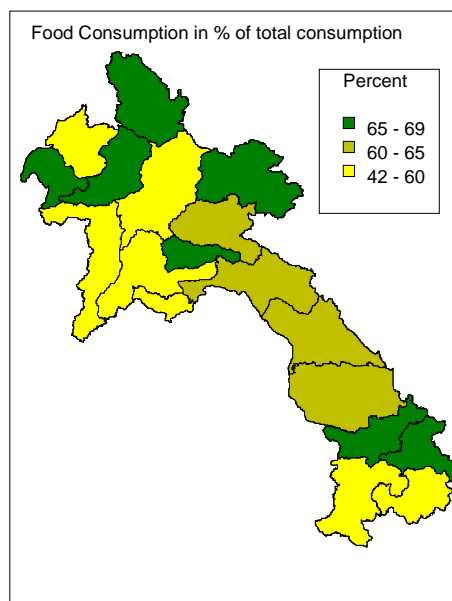 Food Consumption in % of total consumption
Percent
65 - 69
60 - 65
42 - 60